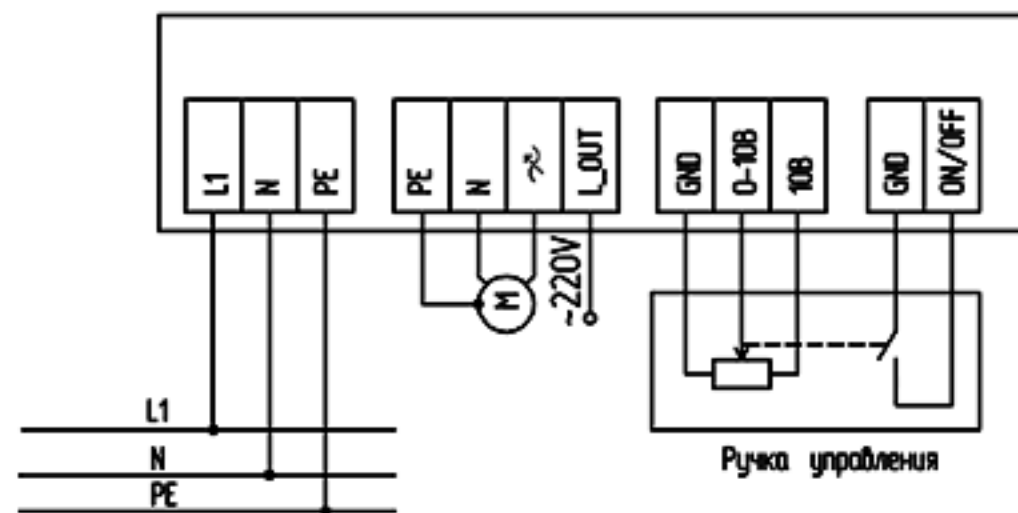 L1 N PE
PE N L_OUT
GND 0-10В 10В
GND ON/OFF
M
~220V
L1
N
PE
Ручка управления